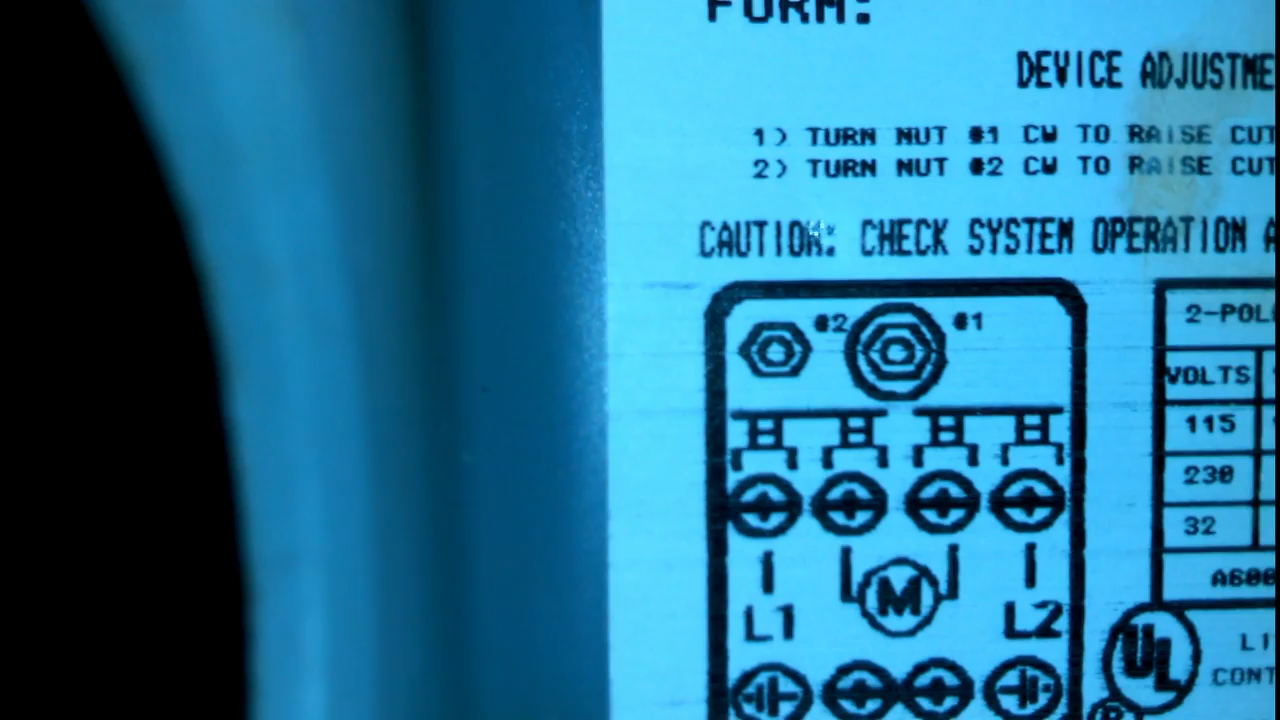 FORM:
DEVICE ADJUSTME
1) TURN NUT #1 CW TO RAISE CUT
2) TURN NUT #2 CW TO RAISE CUT
CAUTION: CHECK SYSTEM OPERATION A
#2 #1
2-POL
VOLTS
115
230
32
A600
M
L1 L2
UL
LI
CONT